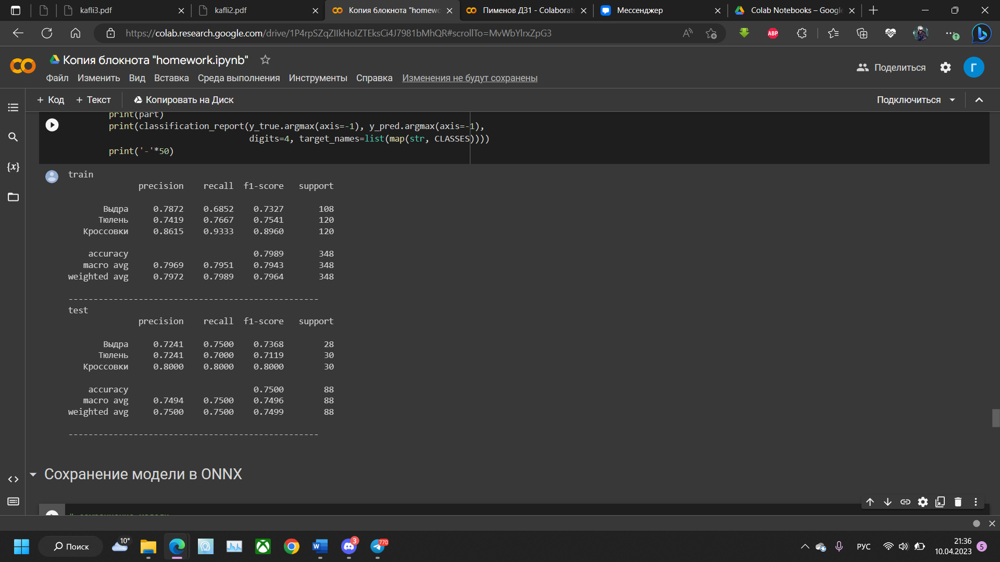 kafli3.pdf
kafli2.pdf
Копия блокнота "homewo
Пименов ДЗ1 - Colaborat
Мессенджер
Colab Notebooks – Google
https://colab.research.google.com/drive/1P4rpSZqZIIkHoIZTEksCi4J7981bMhQR#scrollTo=MvWbYlrxZpG3
ABP
Копия блокнота "homework.ipynb"
Файл Изменить Вид Вставка Среда выполнения Инструменты Справка Изменения не будут сохранены
Поделиться
Г
+ Код + Текст Копировать на Диск
Подключиться
{x}
print(part)
print(classification_report(y_true.argmax(axis=-1), y_pred.argmax(axis=-1),
digits=4, target_names=list(map(str, CLASSES))))
print('-'*50)
train
precision recall f1-score support
Выдра 0.7872 0.6852 0.7327 108
Тюлень 0.7419 0.7667 0.7541 120
Кроссовки 0.8615 0.9333 0.8960 120
accuracy 0.7989 348
macro avg 0.7969 0.7951 0.7943 348
weighted avg 0.7972 0.7989 0.7964 348
--------------------------------------------------
test
precision recall f1-score support
Выдра 0.7241 0.7500 0.7368 28
Тюлень 0.7241 0.7000 0.7119 30
Кроссовки 0.8000 0.8000 0.8000 30
accuracy 0.7500 88
macro avg 0.7494 0.7500 0.7496 88
weighted avg 0.7500 0.7500 0.7499 88
--------------------------------------------------
Сохранение модели в ONNX
Поиск
10°
3
770
РУС
21:36
10.04.2023
5